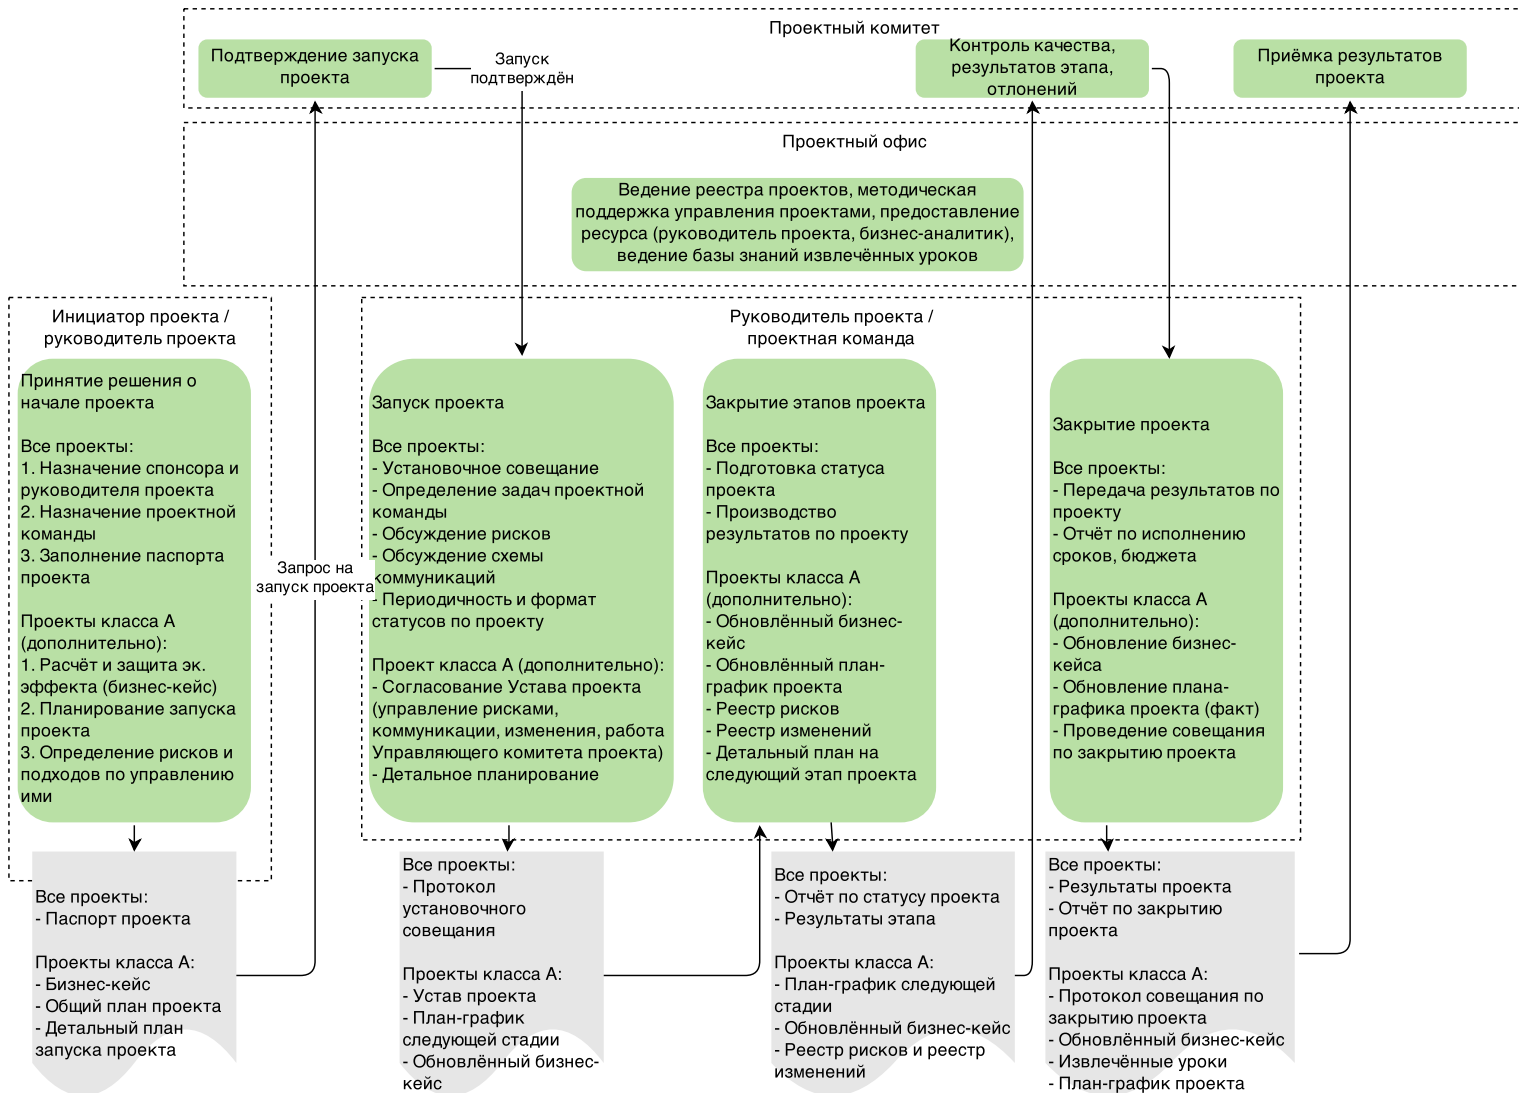 Проектный комитет
Подтверждение запуска
проекта
Запуск
подтверждён
Контроль качества,
результатов этапа,
отлонений
Приёмка результатов
проекта
Проектный офис
Ведение реестра проектов, методическая
поддержка управления проектами, предоставление
ресурса (руководитель проекта, бизнес-аналитик),
ведение базы знаний извлечённых уроков
Инициатор проекта /
руководитель проекта
Принятие решения о
начале проекта
Все проекты:
1. Назначение спонсора и
руководителя проекта
2. Назначение проектной
команды
3. Заполнение паспорта
проекта
Проекты класса А
(дополнительно):
1. Расчёт и защита эк.
эффекта (бизнес-кейс)
2. Планирование запуска
проекта
3. Определение рисков и
подходов по управлению
ими
Запрос на
запуск проекта
Руководитель проекта /
проектная команда
Запуск проекта
Все проекты:
- Установочное совещание
- Определение задач проектной
команды
- Обсуждение рисков
- Обсуждение схемы
коммуникаций
- Периодичность и формат
статусов по проекту
Проект класса А (дополнительно):
- Согласование Устава проекта
(управление рисками,
коммуникации, изменения, работа
Управляющего комитета проекта)
- Детальное планирование
Закрытие этапов проекта
Все проекты:
- Подготовка статуса
проекта
- Производство
результатов по проекту
Проекты класса А
(дополнительно):
- Обновлённый бизнес-
кейс
- Обновлённый план-
график проекта
- Реестр рисков
- Реестр изменений
- Детальный план на
следующий этап проекта
Закрытие проекта
Все проекты:
- Передача результатов по
проекту
- Отчёт по исполнению
сроков, бюджета
Проекты класса А
(дополнительно):
- Обновление бизнес-
кейса
- Обновление плана-
графика проекта (факт)
- Проведение совещания
по закрытию проекта
Все проекты:
- Паспорт проекта
Проекты класса А:
- Бизнес-кейс
- Общий план проекта
- Детальный план
запуска проекта
Все проекты:
- Протокол
установочного
совещания
Проекты класса А:
- Устав проекта
- План-график
следующей стадии
- Обновлённый бизнес-
кейс
Все проекты:
- Отчёт по статусу проекта
- Результаты этапа
Проекты класса А:
- План-график следующей
стадии
- Обновлённый бизнес-кейс
- Реестр рисков и реестр
изменений
Все проекты:
- Результаты проекта
- Отчёт по закрытию
проекта
Проекты класса А:
- Протокол совещания по
закрытию проекта
- Обновлённый бизнес-кейс
- Извлечённые уроки
- План-график проекта